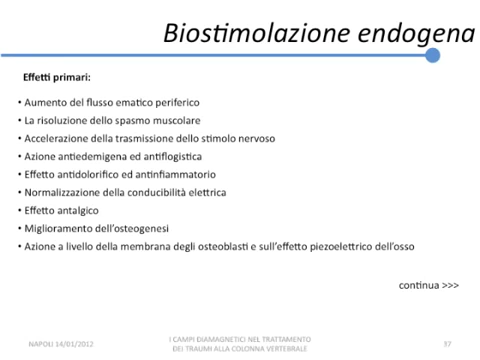 Biostimolazione endogena
Effetti primari:
• Aumento del flusso ematico periferico
• La risoluzione dello spasmo muscolare
• Accelerazione della trasmissione dello stimolo nervoso
• Azione antiedemigena ed antiflogistica
• Effetto antidolorifico ed antinfiammatorio
• Normalizzazione della conducibilità elettrica
• Effetto antalgico
• Miglioramento dell'osteogenesi
• Azione a livello della membrana degli osteoblasti e sull'effetto piezoelettrico dell'osso
continua >>>
NAPOLI 14/01/2012
I CAMPI DIAMAGNETICI NEL TRATTAMENTO
DEI TRAUMI ALLA COLONNA VERTEBRALE
37